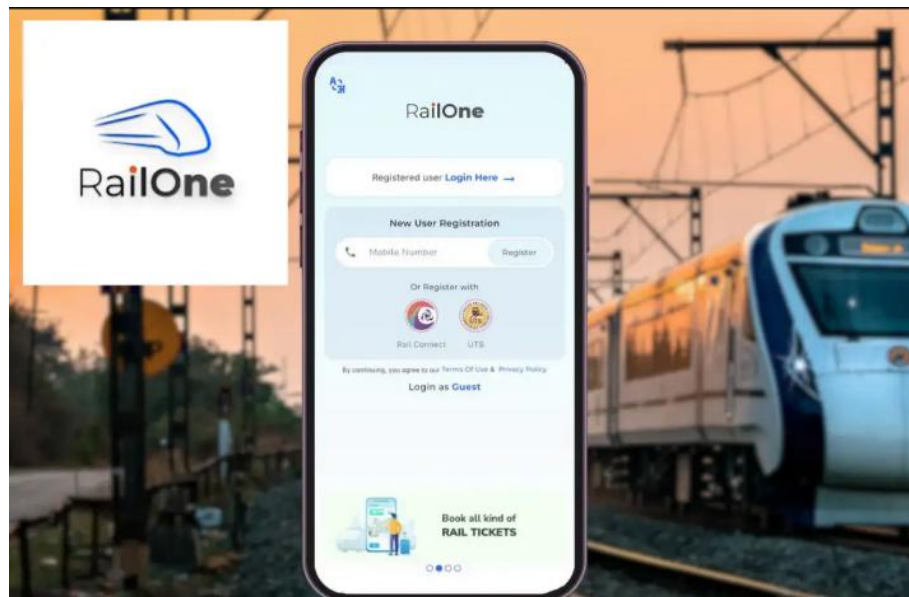 RailOne
RailOne
Registered user Login Here →
New User Registration
Mobile Number
Register
Or Register with
Rail Connect
UTS
By continuing, you agree to our Terms Of Use & Privacy Policy
Login as Guest
Book all kind of
RAIL TICKETS